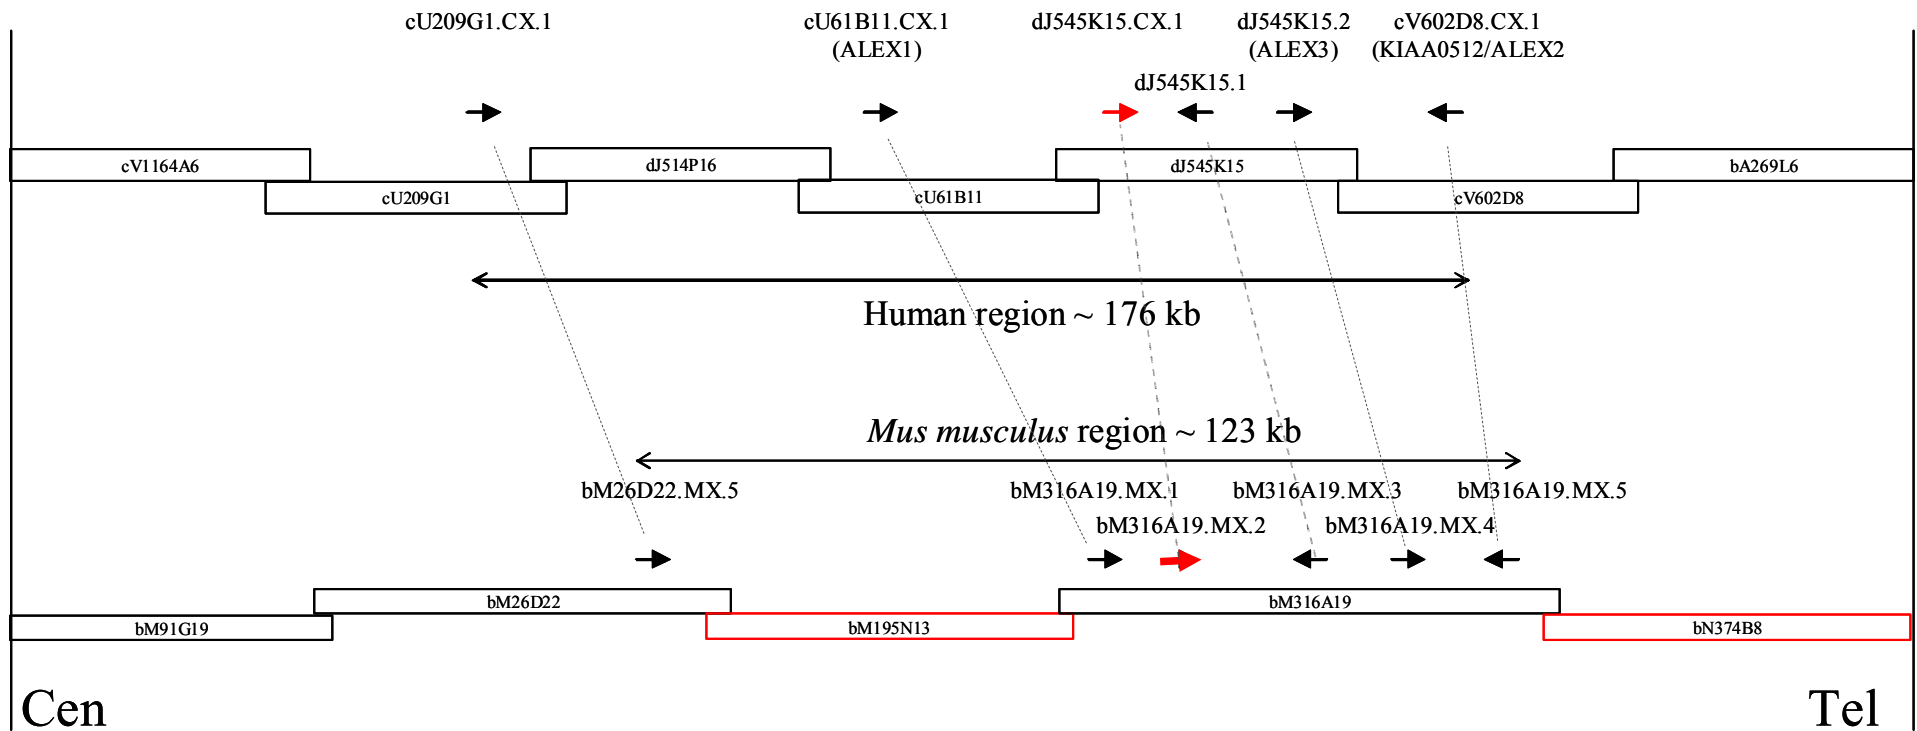 cU209G1.CX.1
cU61B11.CX.1
(ALEX1)
dJ545K15.CX.1
dJ545K15.2
(ALEX3)
cV602D8.CX.1
(KIAA0512/ALEX2
dJ545K15.1
cV1164A6
dJ514P16
dJ545K15
bA269L6
cU209G1
cU61B11
cV602D8
Human region ~ 176 kb
Mus musculus region ~ 123 kb
bM26D22.MX.5
bM316A19.MX.1
bM316A19.MX.3
bM316A19.MX.5
bM316A19.MX.2
bM316A19.MX.4
bM26D22
bM316A19
bM91G19
bM195N13
bN374B8
Cen
Tel